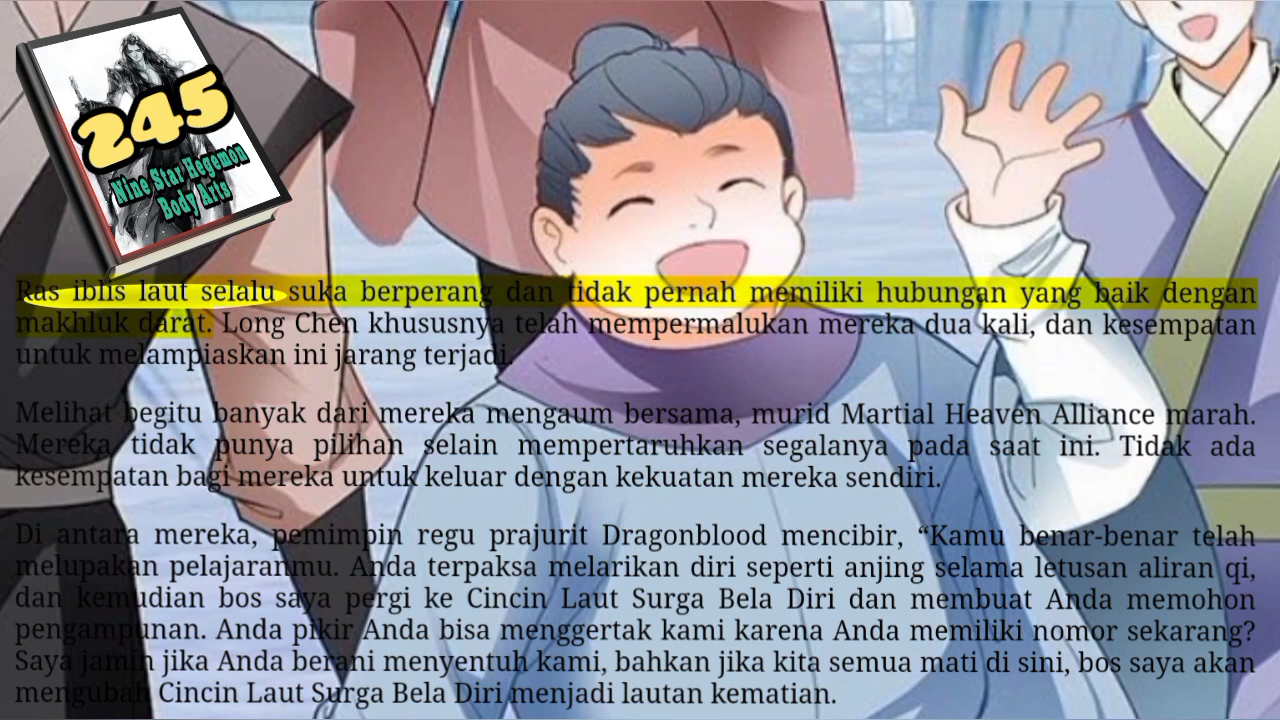 245
Nine Star Hegemon
Body Arts
Ras iblis laut selalu suka berperang dan tidak pernah memiliki hubungan yang baik dengan
makhluk darat. Long Chen khususnya telah mempermalukan mereka dua kali, dan kesempatan
untuk melampiaskan ini jarang terjadi.
Melihat begitu banyak dari mereka mengaum bersama, murid Martial Heaven Alliance marah.
Mereka tidak punya pilihan selain mempertaruhkan segalanya pada saat ini. Tidak ada
kesempatan bagi mereka untuk keluar dengan kekuatan mereka sendiri.
Di antara mereka, pemimpin regu prajurit Dragonblood mencibir, “Kamu benar-benar telah
melupakan pelajaranmu. Anda terpaksa melarikan diri seperti anjing selama letusan aliran qi,
dan kemudian bos saya pergi ke Cincin Laut Surga Bela Diri dan membuat Anda memohon
pengampunan. Anda pikir Anda bisa menggertak kami karena Anda memiliki nomor sekarang?
Saya jamin jika Anda berani menyentuh kami, bahkan jika kita semua mati di sini, bos saya akan
mengubah Cincin Laut Surga Bela Diri menjadi lautan kematian.